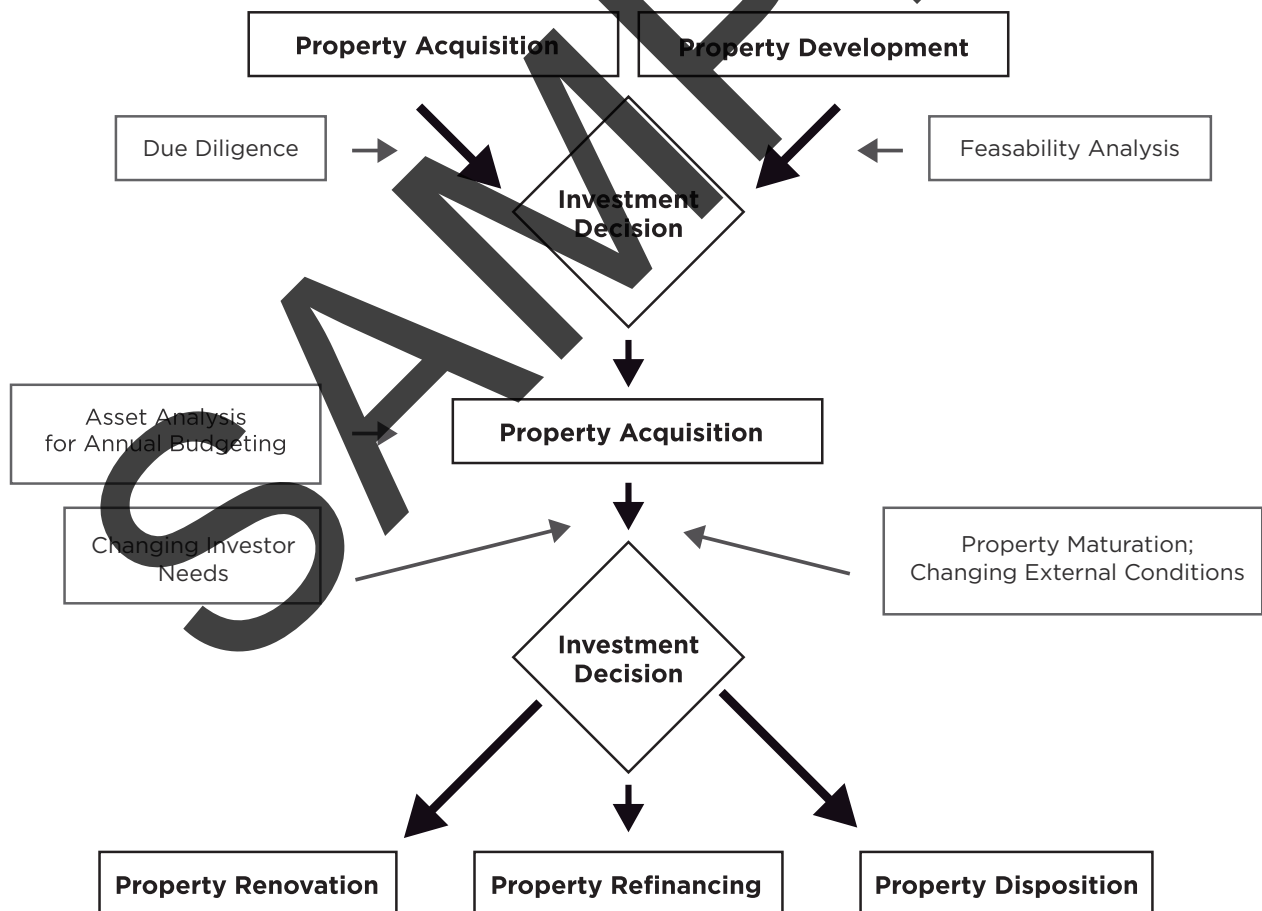 Property Acquisition
Property Development
Due Diligence
Feasability Analysis
Investment
Decision
Asset Analysis
for Annual Budgeting
Property Acquisition
Changing Investor
Needs
Property Maturation;
Changing External Conditions
Investment
Decision
Property Renovation
Property Refinancing
Property Disposition